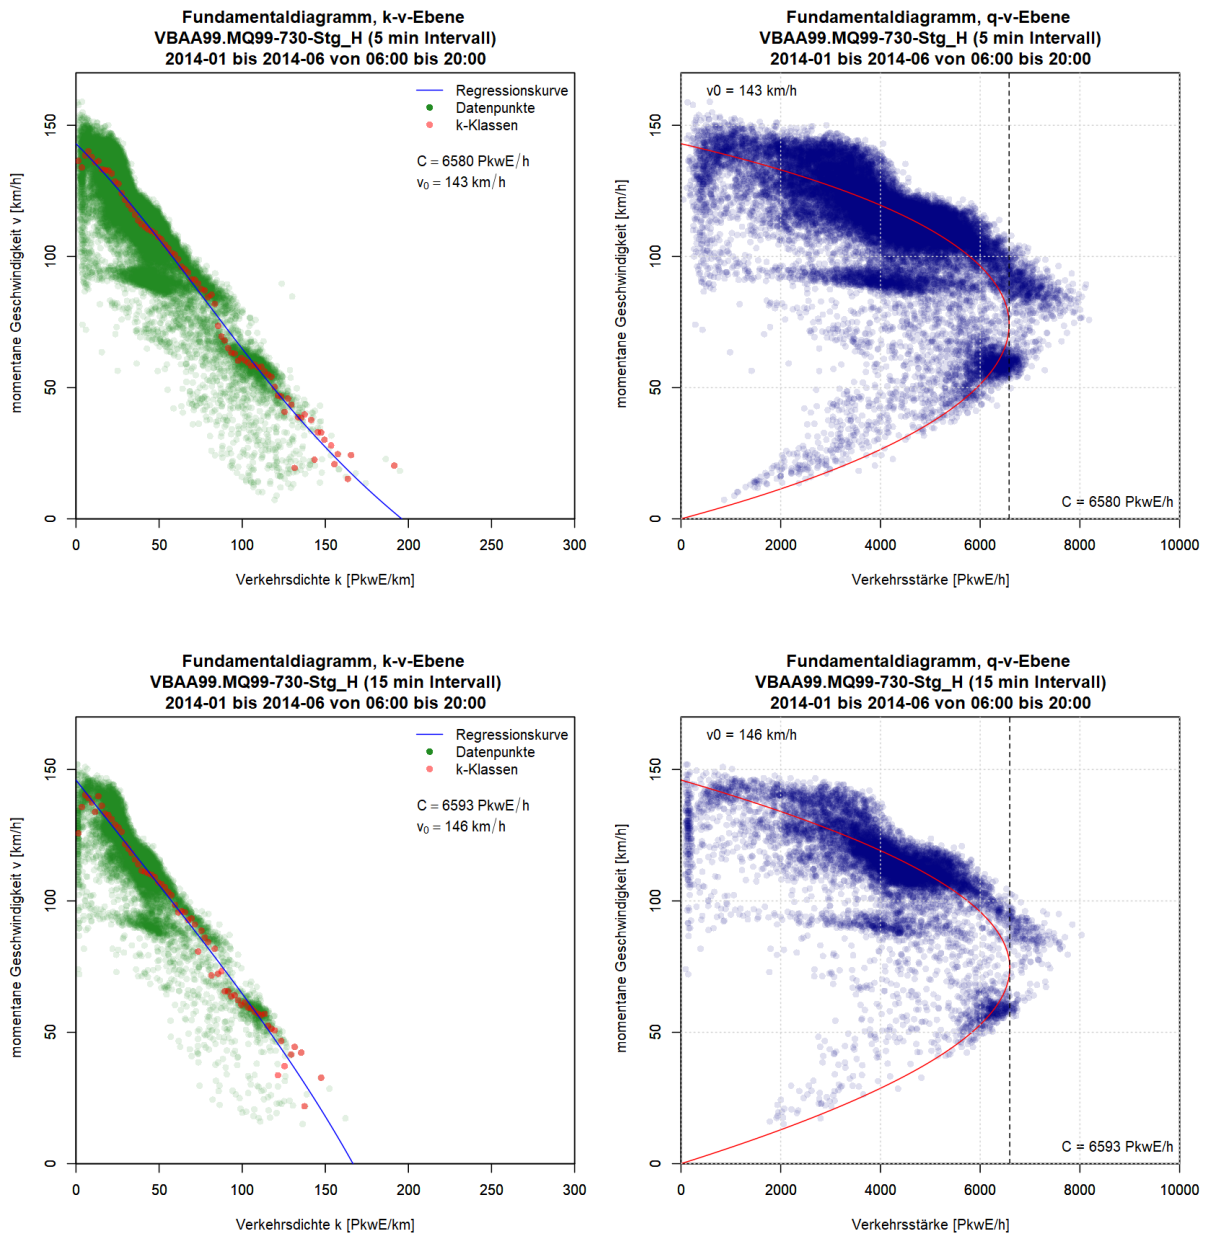 Fundamentaldiagramm, k-v-Ebene
VBAA99.MQ99-730-Stg_H (5 min Intervall)
2014-01 bis 2014-06 von 06:00 bis 20:00
Regressionskurve
Datenpunkte
k-Klassen
C = 6580 PkwE/h
v0 = 143 km/h
momentane Geschwindigkeit v [km/h]
0
50
100
150
0 50 100 150 200 250 300
Verkehrsdichte k [PkwE/km]
Fundamentaldiagramm, q-v-Ebene
VBAA99.MQ99-730-Stg_H (5 min Intervall)
2014-01 bis 2014-06 von 06:00 bis 20:00
v0 = 143 km/h
C = 6580 PkwE/h
momentane Geschwindigkeit [km/h]
0
50
100
150
0 2000 4000 6000 8000 10000
Verkehrsstärke [PkwE/h]
Fundamentaldiagramm, k-v-Ebene
VBAA99.MQ99-730-Stg_H (15 min Intervall)
2014-01 bis 2014-06 von 06:00 bis 20:00
Regressionskurve
Datenpunkte
k-Klassen
C = 6593 PkwE/h
v0 = 146 km/h
momentane Geschwindigkeit v [km/h]
0
50
100
150
0 50 100 150 200 250 300
Verkehrsdichte k [PkwE/km]
Fundamentaldiagramm, q-v-Ebene
VBAA99.MQ99-730-Stg_H (15 min Intervall)
2014-01 bis 2014-06 von 06:00 bis 20:00
v0 = 146 km/h
C = 6593 PkwE/h
momentane Geschwindigkeit [km/h]
0
50
100
150
0 2000 4000 6000 8000 10000
Verkehrsstärke [PkwE/h]